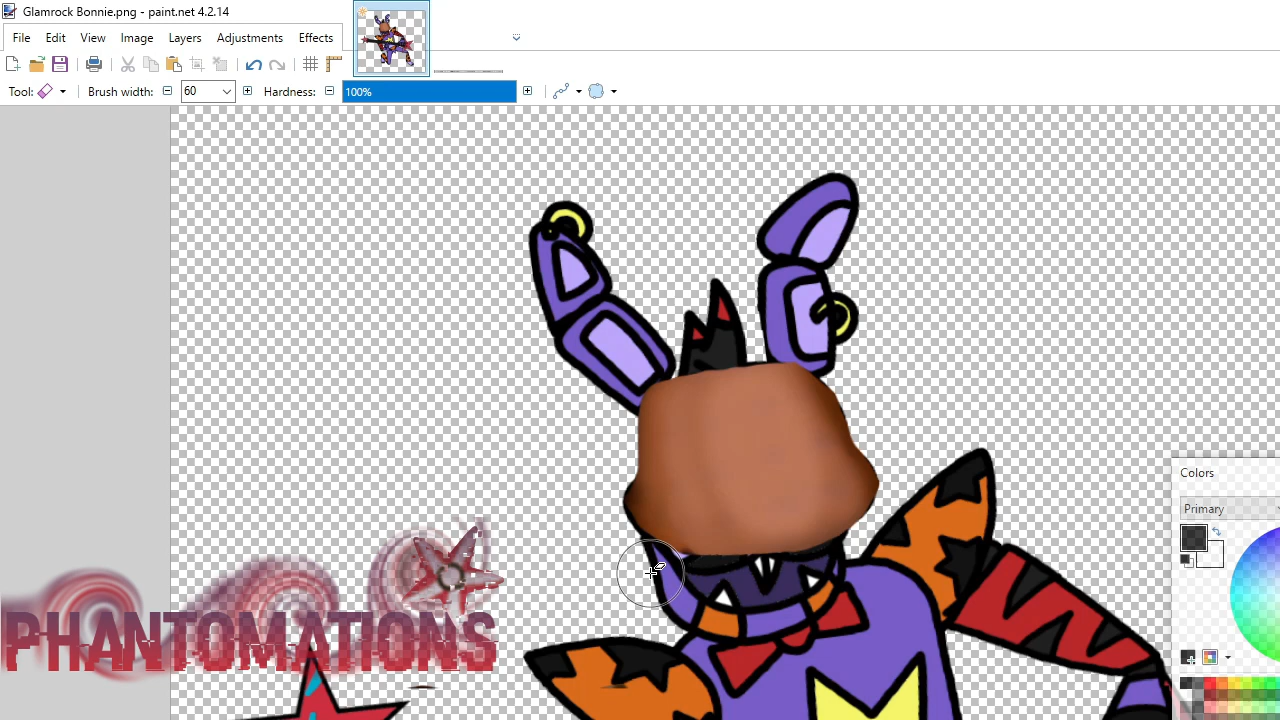 Glamrock Bonnie.png - paint.net 4.2.14
File Edit View Image Layers Adjustments Effects
Tool: Brush width: 60 Hardness: 100%
Colors
Primary
PHANTOMATIONS